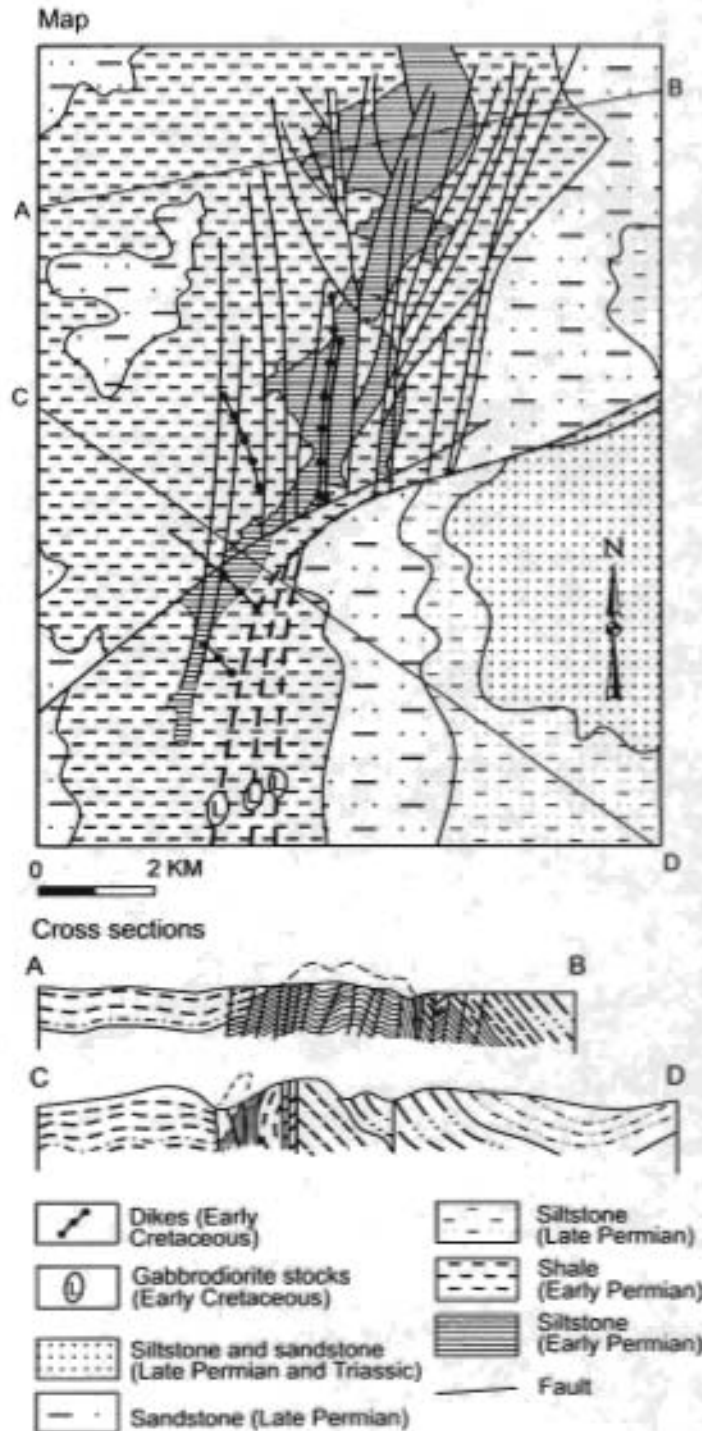 Map
B
A
C
N
D
0 2 KM
Cross sections
A B
C D
Dikes (Early
Cretaceous)
Gabbrodiorite stocks
(Early Cretaceous)
Siltstone and sandstone
(Late Permian and Triassic)
Sandstone (Late Permian)
Siltstone
(Late Permian)
Shale
(Early Permian)
Siltstone
(Early Permian)
Fault